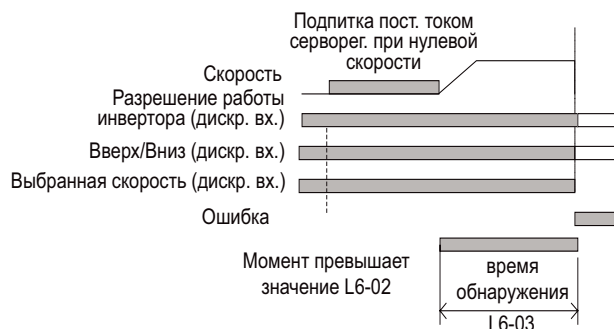 Подпитка пост. током
серворег. при нулевой
скорости
Скорость
Разрешение работы
инвертора (дискр. вх.)
Вверх/Вниз (дискр. вх.)
Выбранная скорость (дискр. вх.)
Ошибка
Момент превышает
значение L6-02
время
обнаружения
L6-03